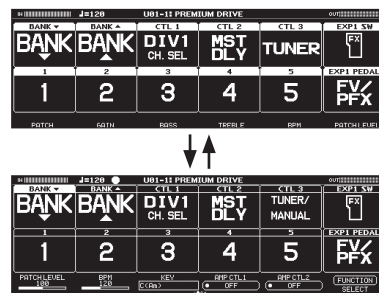 IN J=120 U01-1: PREMIUM DRIVE OUT
BANK ▼ BANK ▲ CTL 1 CTL 2 CTL 3 EXP1 SW
BANK BANK DIV1 CH. SEL MST DLY TUNER FX
1 2 3 4 5 EXP1 PEDAL
1 2 3 4 5 FV/PFX
PATCH GAIN BASS TREBLE BPM PATCH LEVEL
IN J=120 U01-1: PREMIUM DRIVE OUT
BANK ▼ BANK ▲ CTL 1 CTL 2 CTL 3 EXP1 SW
BANK BANK DIV1 CH. SEL MST DLY TUNER/MANUAL FX
1 2 3 4 5 EXP1 PEDAL
1 2 3 4 5 FV/PFX
PATCH LEVEL BPM KEY AMP CTL1 AMP CTL2 FUNCTION
100 120 C(Am) OFF OFF SELECT